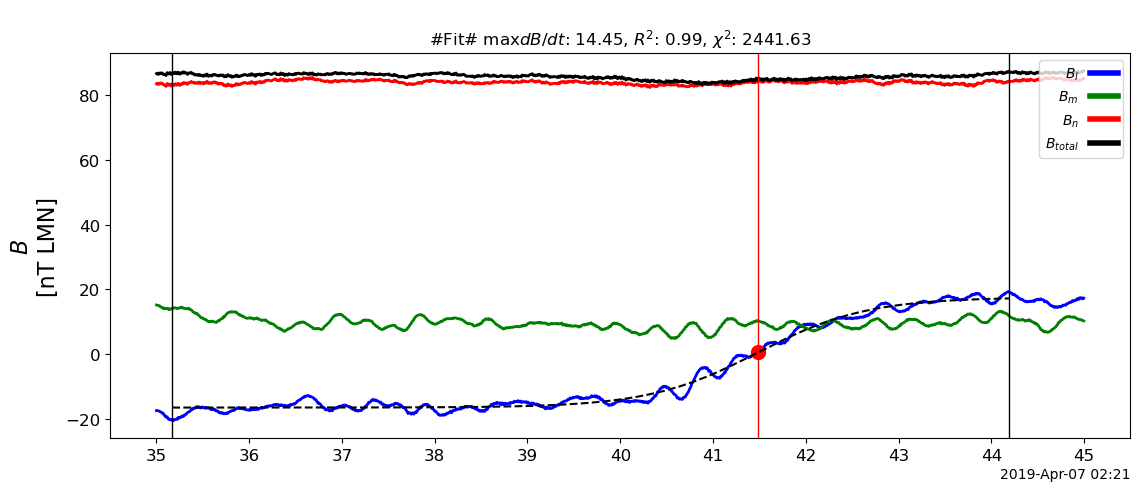 #Fit# maxdB/dt: 14.45, R²: 0.99, χ²: 2441.63
B
[nT LMN]
80
60
40
20
0
−20
B_l
B_m
B_n
B_total
35 36 37 38 39 40 41 42 43 44 45
2019-Apr-07 02:21